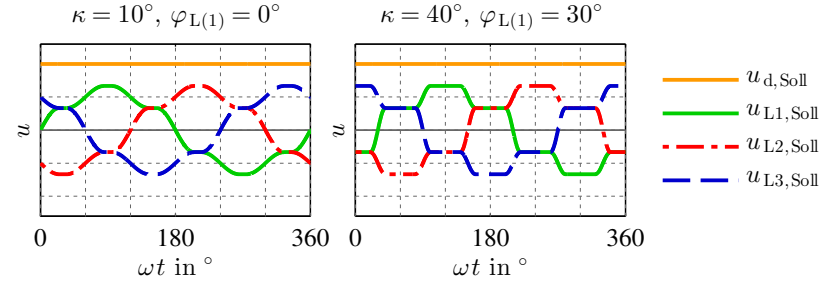 κ = 10°, φL(1) = 0°
κ = 40°, φL(1) = 30°
u
0
180
360
ωt in °
u
0
180
360
ωt in °
ud,Soll
uL1,Soll
uL2,Soll
uL3,Soll